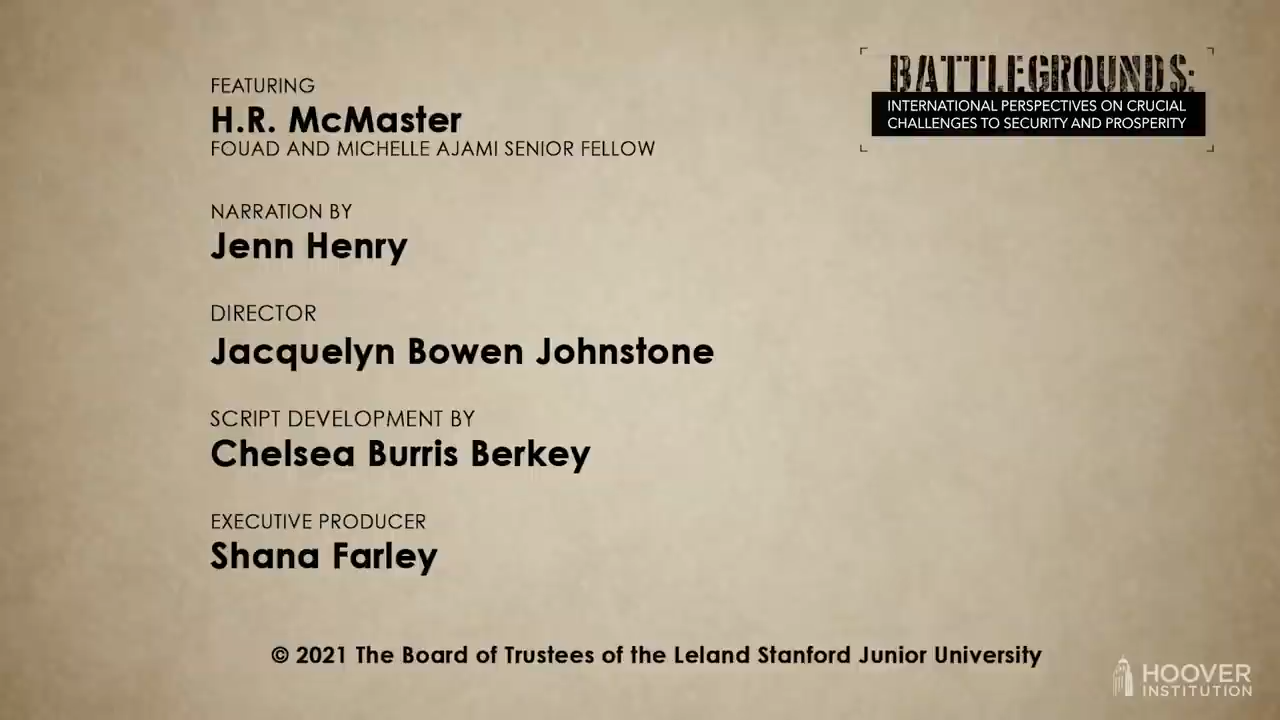 FEATURING
H.R. McMaster
FOUAD AND MICHELLE AJAMI SENIOR FELLOW
NARRATION BY
Jenn Henry
DIRECTOR
Jacquelyn Bowen Johnstone
SCRIPT DEVELOPMENT BY
Chelsea Burris Berkey
EXECUTIVE PRODUCER
Shana Farley
BATTLEGROUNDS:
INTERNATIONAL PERSPECTIVES ON CRUCIAL
CHALLENGES TO SECURITY AND PROSPERITY
© 2021 The Board of Trustees of the Leland Stanford Junior University
HOOVER
INSTITUTION